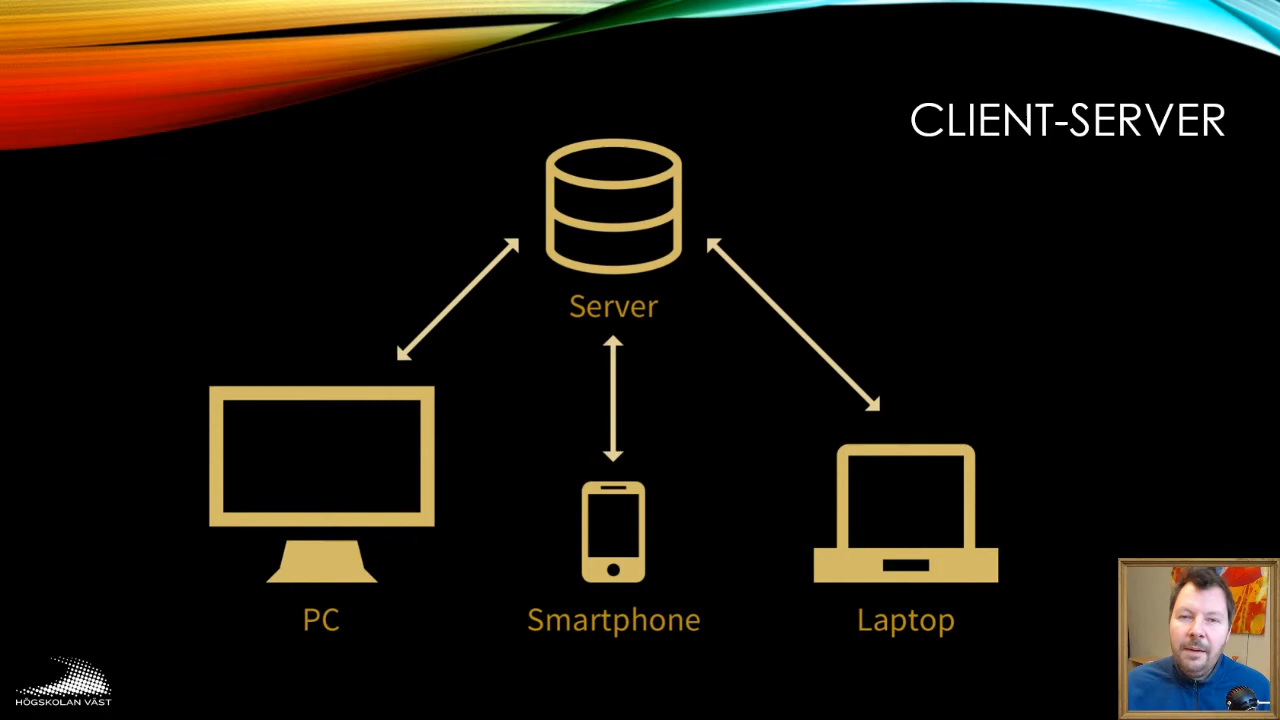 CLIENT-SERVER
Server
PC
Smartphone
Laptop
HÖGSKOLAN VÄST